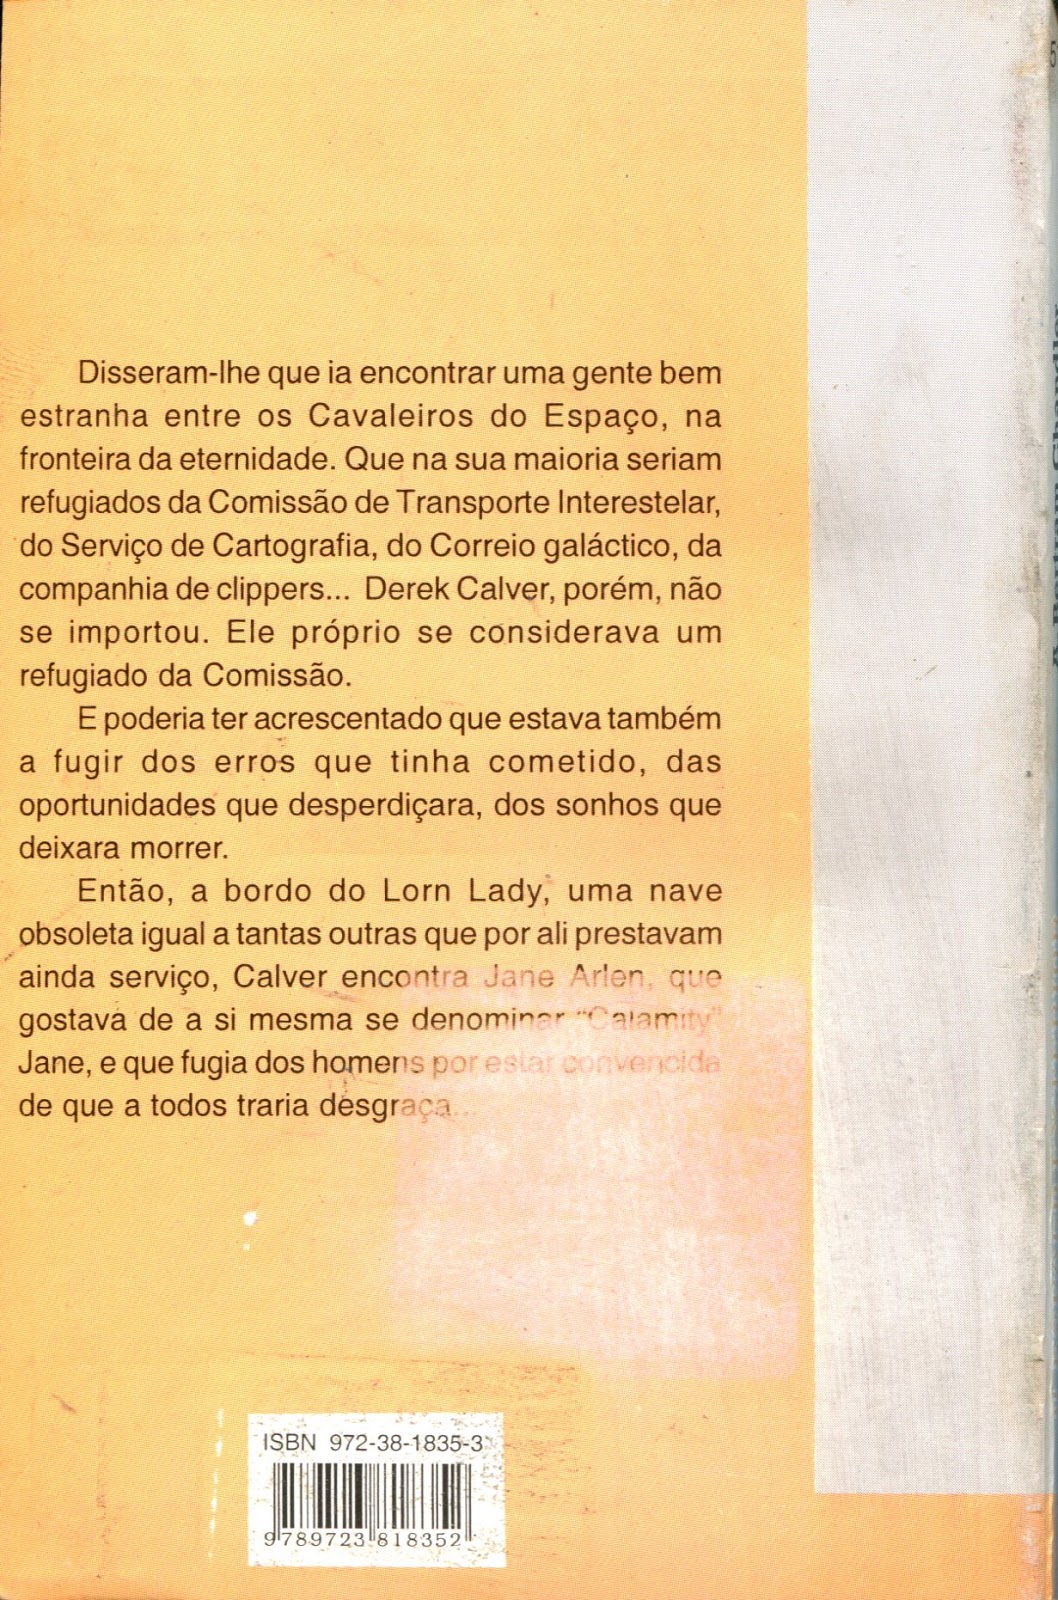 Disseram-lhe que ia encontrar uma gente bem
estranha entre os Cavaleiros do Espaço, na
fronteira da eternidade. Que na sua maioria seriam
refugiados da Comissão de Transporte Interestelar,
do Serviço de Cartografia, do Correio galáctico, da
companhia de clippers... Derek Calver, porém, não
se importou. Ele próprio se considerava um
refugiado da Comissão.
E poderia ter acrescentado que estava também
a fugir dos erros que tinha cometido, das
oportunidades que desperdiçara, dos sonhos que
deixara morrer.
Então, a bordo do Lorn Lady, uma nave
obsoleta igual a tantas outras que por ali prestavam
ainda serviço, Calver encontra Jane Arlen, que
gostava de a si mesma se denominar "Calamity"
Jane, e que fugia dos homens por estar convencida
de que a todos traria desgraça...
ISBN 972-38-1835-3
9789723818352